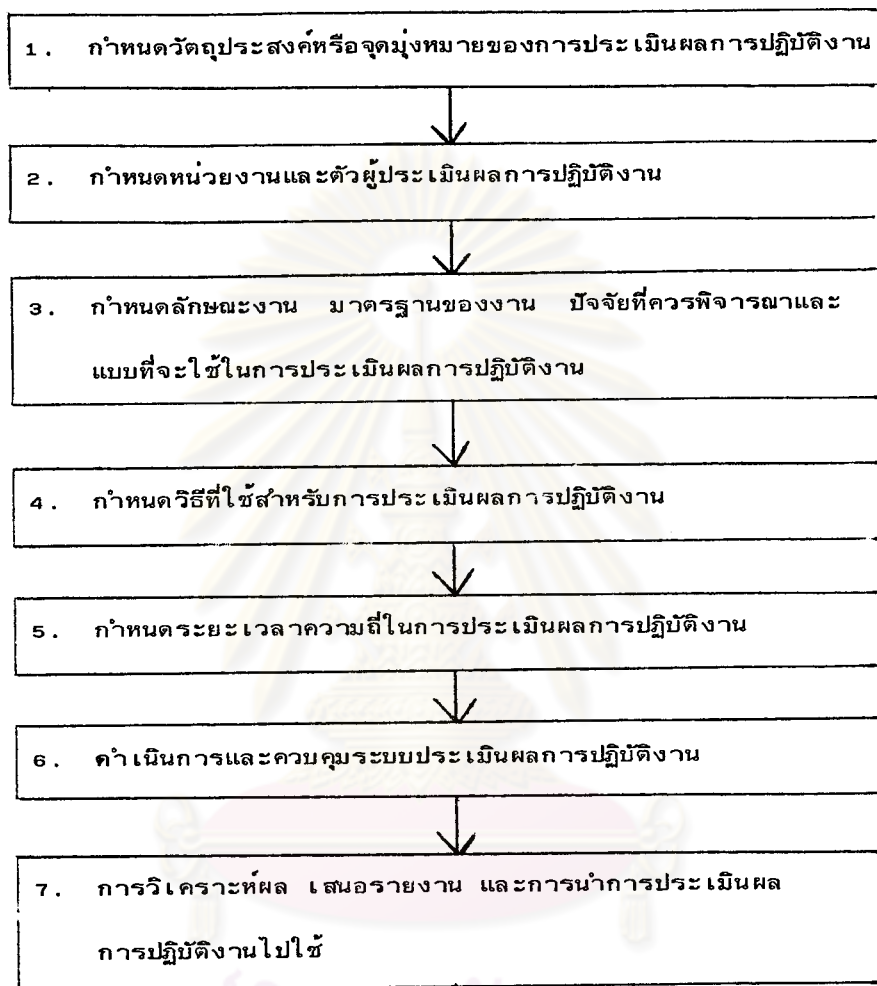 1. กำหนดวัตถุประสงค์หรือจุดมุ่งหมายของการประเมินผลการปฏิบัติงาน
2. กำหนดหน่วยงานและตัวผู้ประเมินผลการปฏิบัติงาน
3. กำหนดลักษณะงาน มาตรฐานของงาน ปัจจัยที่ควรพิจารณาและ
แบบที่จะใช้ในการประเมินผลการปฏิบัติงาน
4. กำหนดวิธีที่ใช้สำหรับการประเมินผลการปฏิบัติงาน
5. กำหนดระยะเวลาความถี่ในการประเมินผลการปฏิบัติงาน
6. ดำเนินการและควบคุมระบบประเมินผลการปฏิบัติงาน
7. การวิเคราะห์ผล เสนอรายงาน และการนำการประเมินผล
การปฏิบัติงานไปใช้